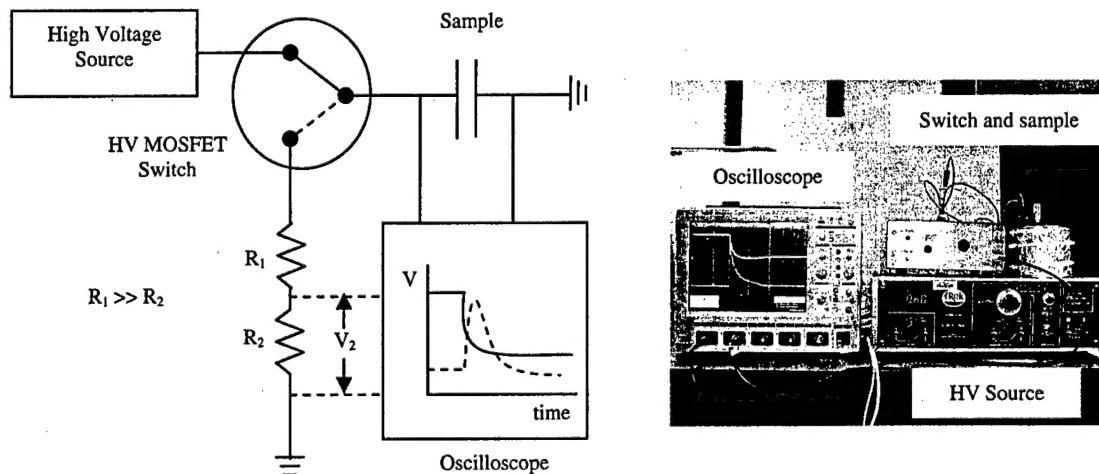 High Voltage
Source
Sample
HV MOSFET
Switch
R1
R1 >> R2
R2
V2
V
time
Oscilloscope
Switch and sample
Oscilloscope
TREK
HV Source